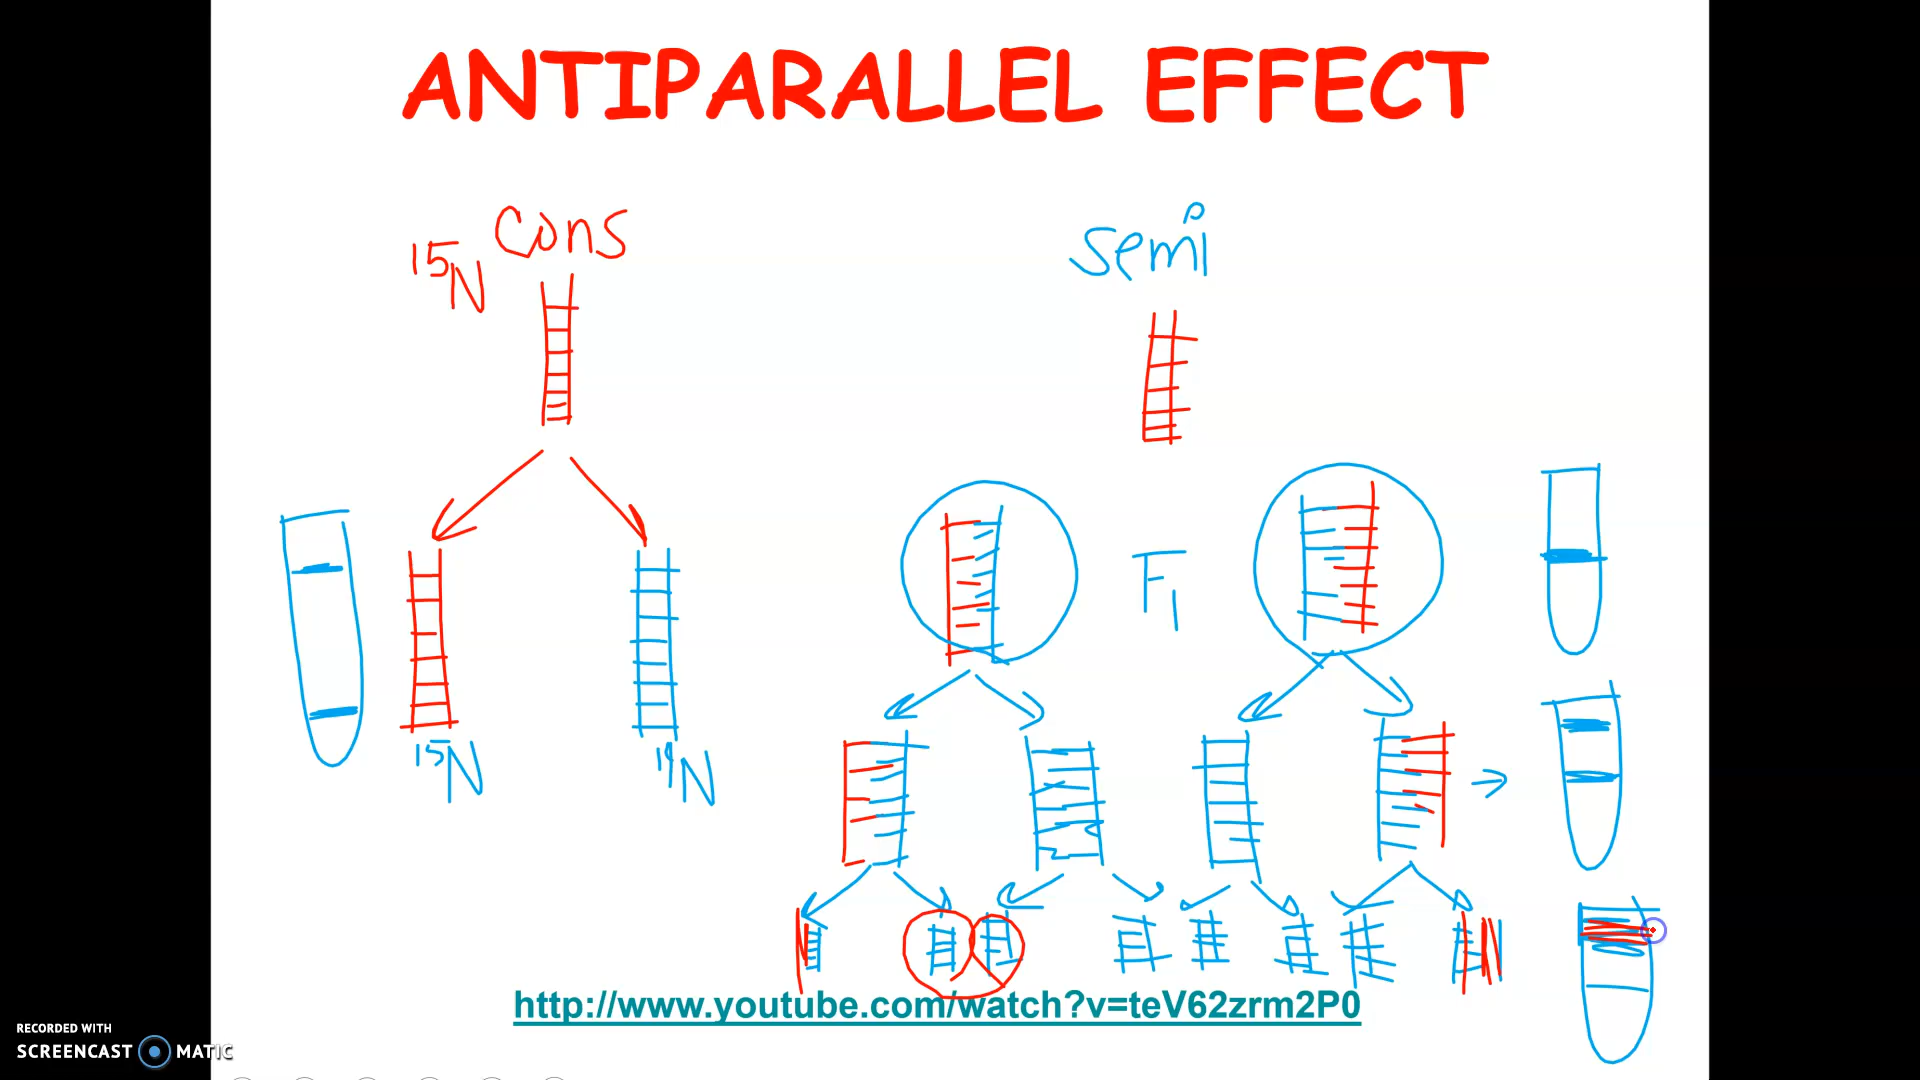 ANTIPARALLEL EFFECT
15N Cons
Semi
F1
15N
14N
http://www.youtube.com/watch?v=teV62zrm2P0
RECORDED WITH
SCREENCAST MATIC